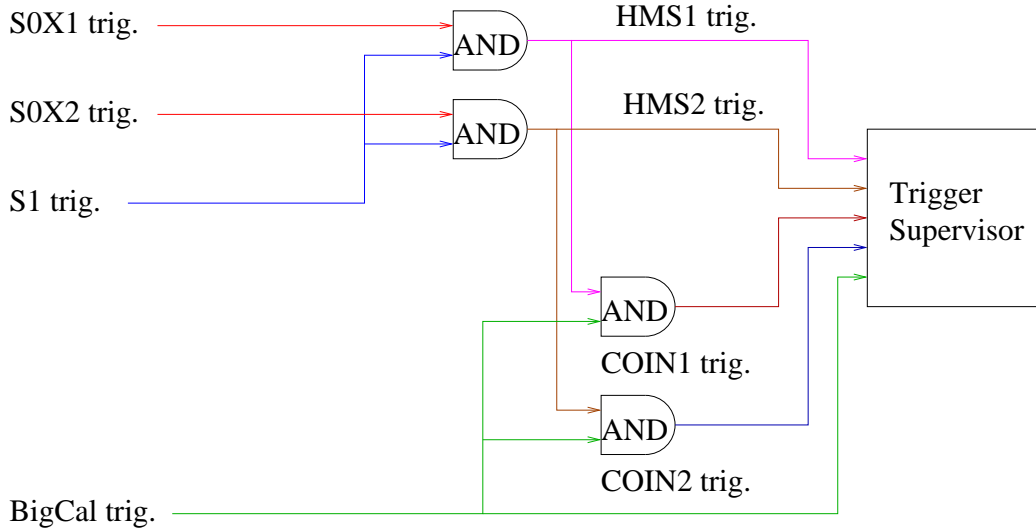 S0X1 trig.
AND
HMS1 trig.
S0X2 trig.
AND
HMS2 trig.
S1 trig.
Trigger
Supervisor
AND
COIN1 trig.
AND
COIN2 trig.
BigCal trig.